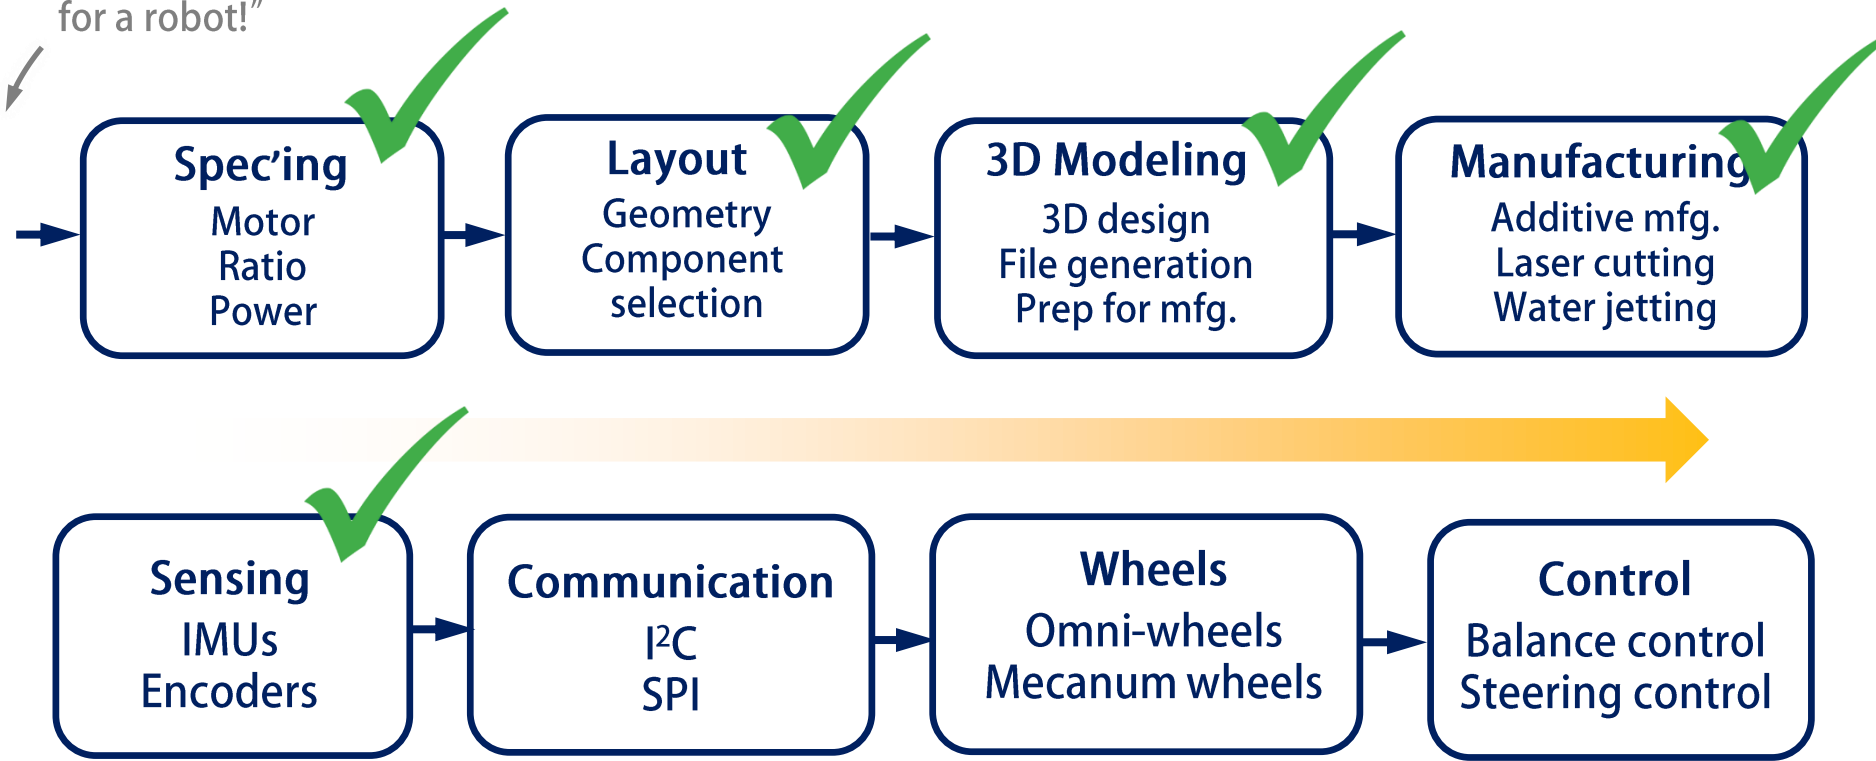 for a robot!”
Spec’ing
Motor
Ratio
Power
Layout
Geometry
Component
selection
3D Modeling
3D design
File generation
Prep for mfg.
Manufacturing
Additive mfg.
Laser cutting
Water jetting
Sensing
IMUs
Encoders
Communication
I²C
SPI
Wheels
Omni-wheels
Mecanum wheels
Control
Balance control
Steering control